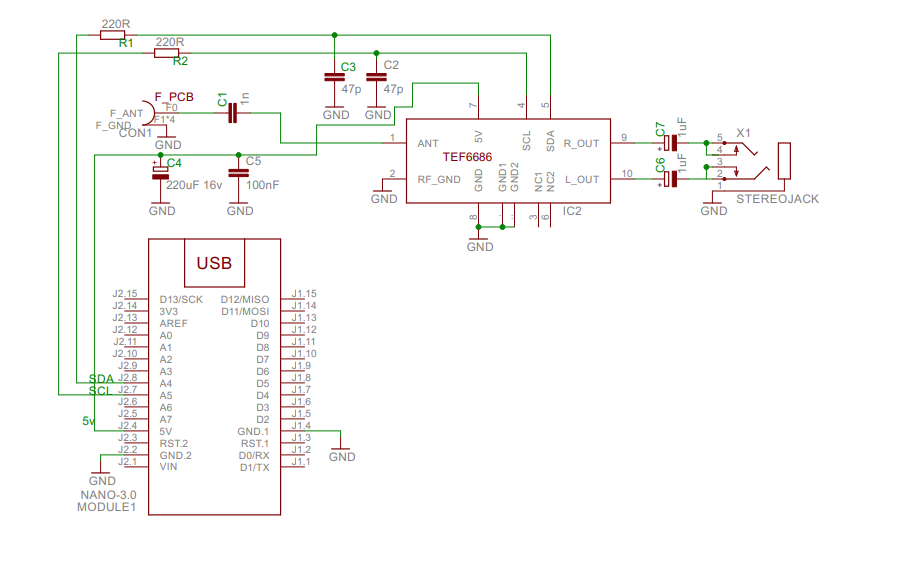 220R
R1
220R
R2
C3
47p
GND
C2
47p
GND
F_PCB
F_ANT
F0
F_GND
F1*4
CON1
GND
C1
1n
7
4
5
1
ANT
5V
SCL
SDA
R_OUT
9
TEF6686
2
RF_GND
GND
GND1
GND2
NC1
NC2
L_OUT
10
GND
8
3
6
IC2
GND
C7
1uF
C6
1uF
X1
5
4
3
2
1
STEREOJACK
GND
C4
220uF 16v
GND
C5
100nF
GND
USB
J2.15 D13/SCK D12/MISO J1.15
J2.14 3V3 D11/MOSI J1.14
J2.13 AREF D10 J1.13
J2.12 A0 D9 J1.12
J2.11 A1 D8 J1.11
J2.10 A2 D7 J1.10
J2.9 A3 D6 J1.9
SDA J2.8 A4 D5 J1.8
SCL J2.7 A5 D4 J1.7
J2.6 A6 D3 J1.6
5v J2.5 A7 D2 J1.5
J2.4 5V GND.1 J1.4
J2.3 RST.2 RST.1 J1.3
J2.2 GND.2 D0/RX J1.2
J2.1 VIN D1/TX J1.1
GND
GND
NANO-3.0
MODULE1